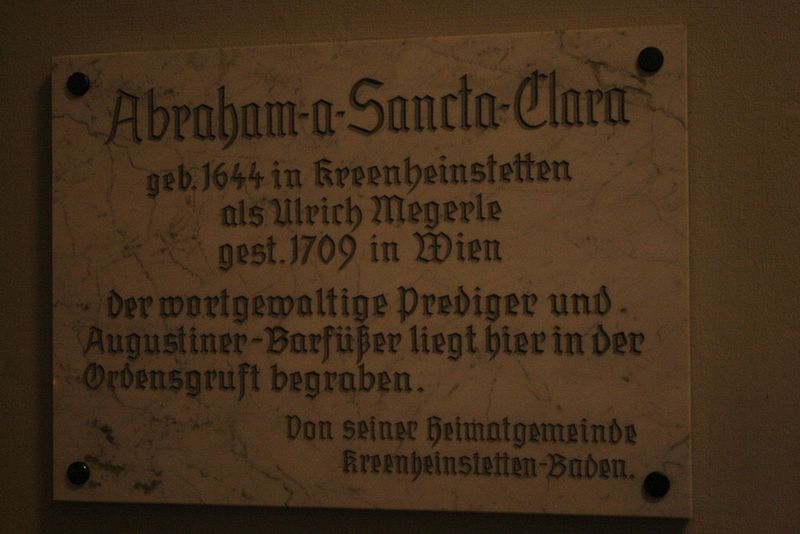 Abraham-a-Sancta-Clara
geb. 1644 in Kreenheinstetten
als Ulrich Megerle
gest. 1709 in Wien
der wortgewaltige Prediger und
Augustiner-Barfüßer liegt hier in der
Ordensgruft begraben.
Von seiner Heimatgemeinde
Kreenheinstetten-Baden.